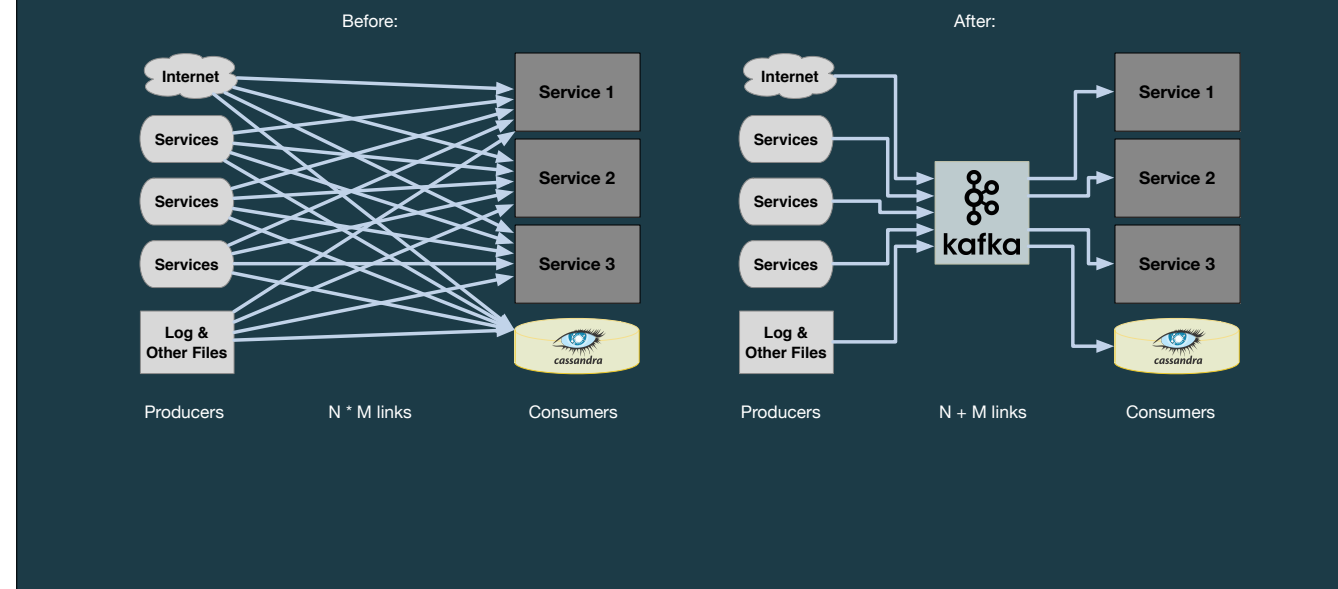 Before:
Internet
Services
Services
Services
Log &
Other Files
Service 1
Service 2
Service 3
cassandra
Producers
N * M links
Consumers
After:
Internet
Services
Services
Services
Log &
Other Files
kafka
Service 1
Service 2
Service 3
cassandra
Producers
N + M links
Consumers